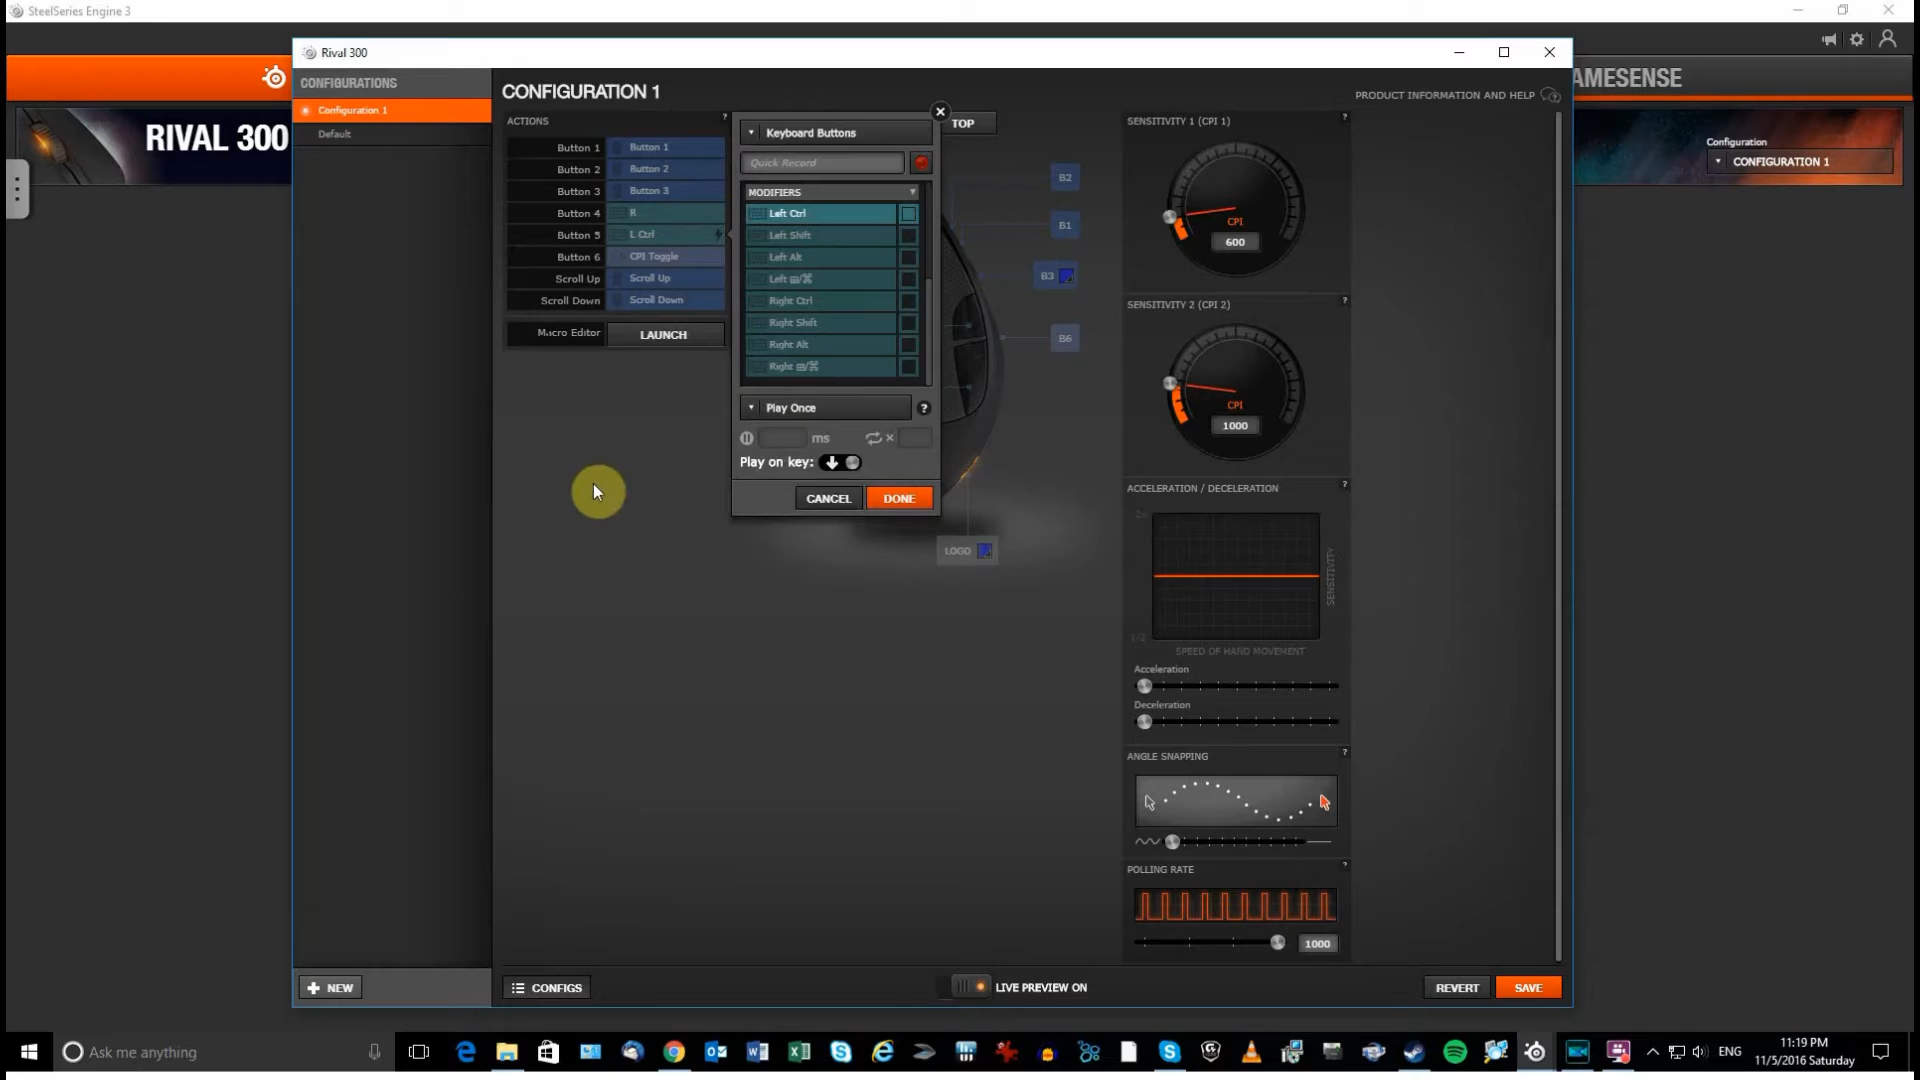 SteelSeries Engine 3
Rival 300
RIVAL 300
AMESENSE
Configuration
CONFIGURATION 1
CONFIGURATIONS
Configuration 1
Default
CONFIGURATION 1
PRODUCT INFORMATION AND HELP
ACTIONS
?
Button 1 Button 1
Button 2 Button 2
Button 3 Button 3
Button 4 R
Button 5 L Ctrl
Button 6 CPI Toggle
Scroll Up Scroll Up
Scroll Down Scroll Down
Macro Editor LAUNCH
Keyboard Buttons
Quick Record
MODIFIERS
Left Ctrl
Left Shift
Left Alt
Left ⊞/⌘
Right Ctrl
Right Shift
Right Alt
Right ⊞/⌘
Play Once ?
ms ×
Play on key:
CANCEL DONE
TOP
B2
B1
B3
B6
LOGO
SENSITIVITY 1 (CPI 1) ?
CPI
600
SENSITIVITY 2 (CPI 2) ?
CPI
1000
ACCELERATION / DECELERATION ?
2x
SENSITIVITY
1/2
SPEED OF HAND MOVEMENT
Acceleration
Deceleration
ANGLE SNAPPING ?
POLLING RATE ?
1000
+ NEW
CONFIGS
LIVE PREVIEW ON
REVERT SAVE
Ask me anything
ENG
11:19 PM
11/5/2016 Saturday